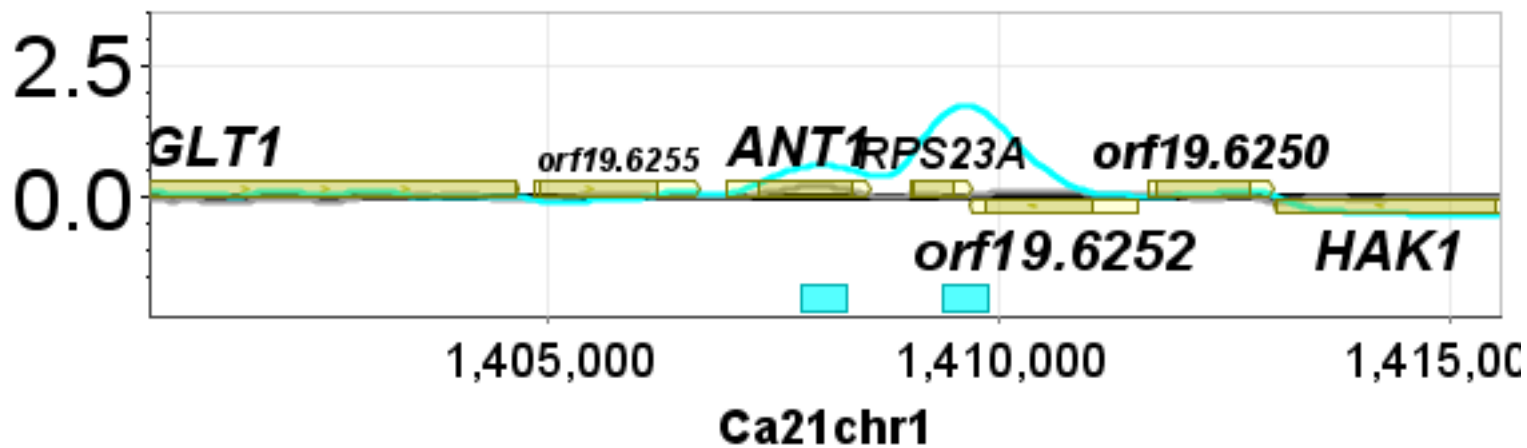 2.5
GLT1 orf19.6255 ANT1 RPS23A orf19.6250
0.0
orf19.6252 HAK1
1,405,000 1,410,000 1,415,00
Ca21chr1